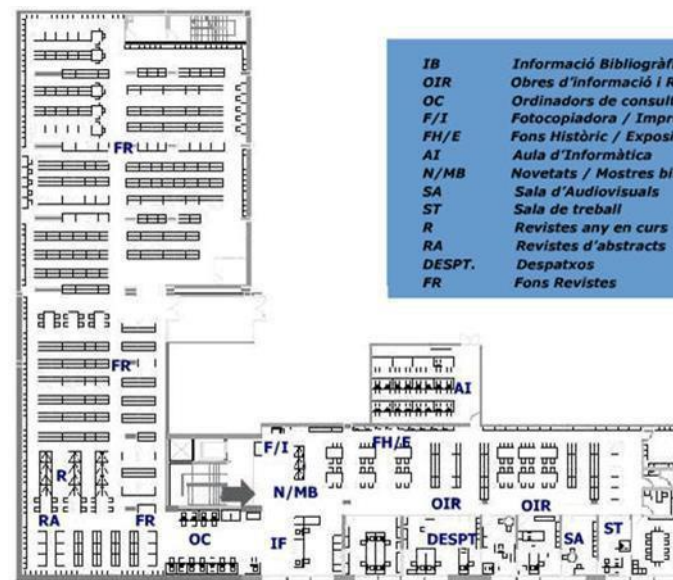 IB Informació Bibliogràfi
OIR Obres d'informació i R
OC Ordinadors de consult
F/I Fotocopiadora / Impr
FH/E Fons Històric / Exposi
AI Aula d'Informàtica
N/MB Novetats / Mostres bi
SA Sala d'Audiovisuals
ST Sala de treball
R Revistes any en curs
RA Revistes d'abstracts
DESPT. Despatxos
FR Fons Revistes
FR
FR
AI
F/I
FH/E
R
N/MB
OIR
OIR
RA
FR
OC
IF
DESPT
SA
ST